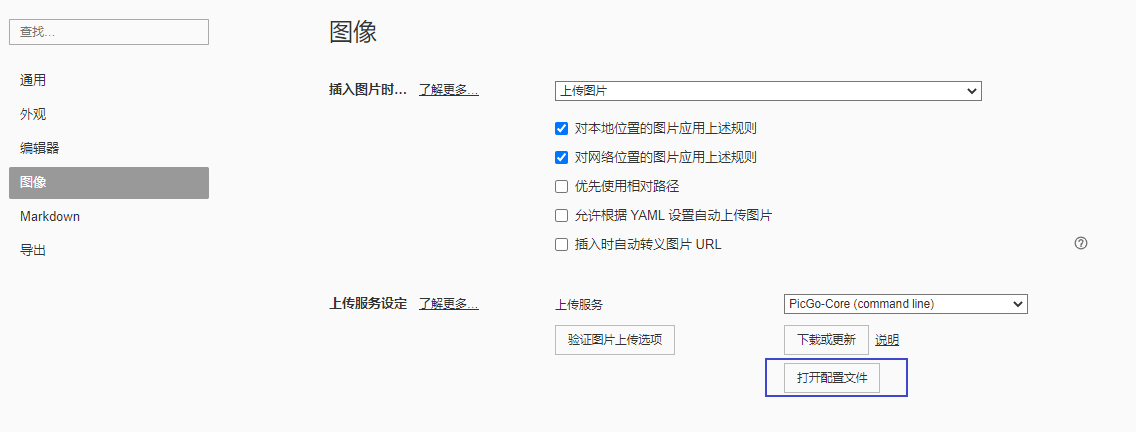 查找...
通用
外观
编辑器
图像
Markdown
导出
图像
插入图片时... 了解更多... 上传图片
对本地位置的图片应用上述规则
对网络位置的图片应用上述规则
优先使用相对路径
允许根据 YAML 设置自动上传图片
插入时自动转义图片 URL ?
上传服务设定 了解更多... 上传服务 PicGo-Core (command line)
验证图片上传选项 下载或更新 说明
打开配置文件